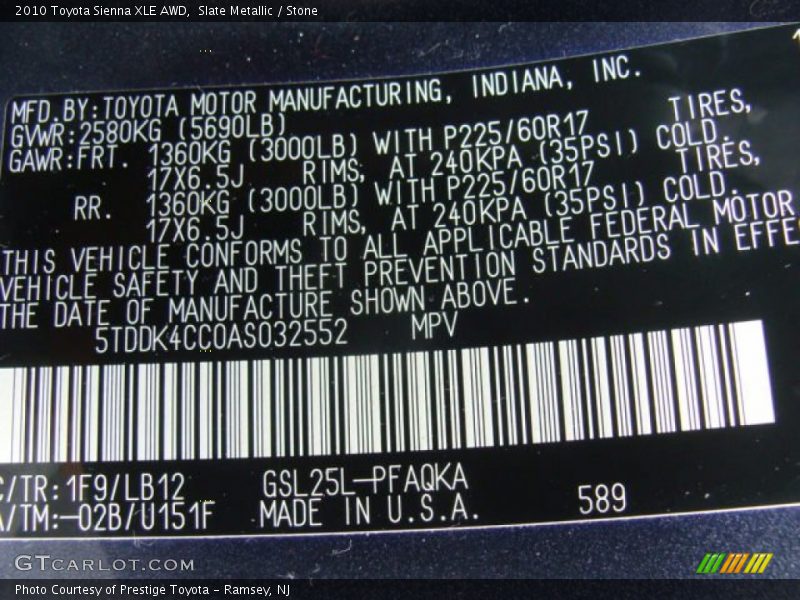 2010 Toyota Sienna XLE AWD,  Slate Metallic / Stone
MFD.BY:TOYOTA MOTOR MANUFACTURING, INDIANA, INC.
GVWR:2580KG (5690LB)
GAWR:FRT. 1360KG (3000LB) WITH P225/60R17 TIRES,
17X6.5J RIMS, AT 240KPA (35PSI) COLD.
RR. 1360KG (3000LB) WITH P225/60R17 TIRES,
17X6.5J RIMS, AT 240KPA (35PSI) COLD.
THIS VEHICLE CONFORMS TO ALL APPLICABLE FEDERAL MOTOR
VEHICLE SAFETY AND THEFT PREVENTION STANDARDS IN EFFE
THE DATE OF MANUFACTURE SHOWN ABOVE.
5TDDK4CC0AS032552 MPV
C/TR:1F9/LB12 GSL25L-PFAQKA
A/TM:-02B/U151F MADE IN U.S.A. 589
GTCARLOT.COM
Photo Courtesy of Prestige Toyota - Ramsey, NJ